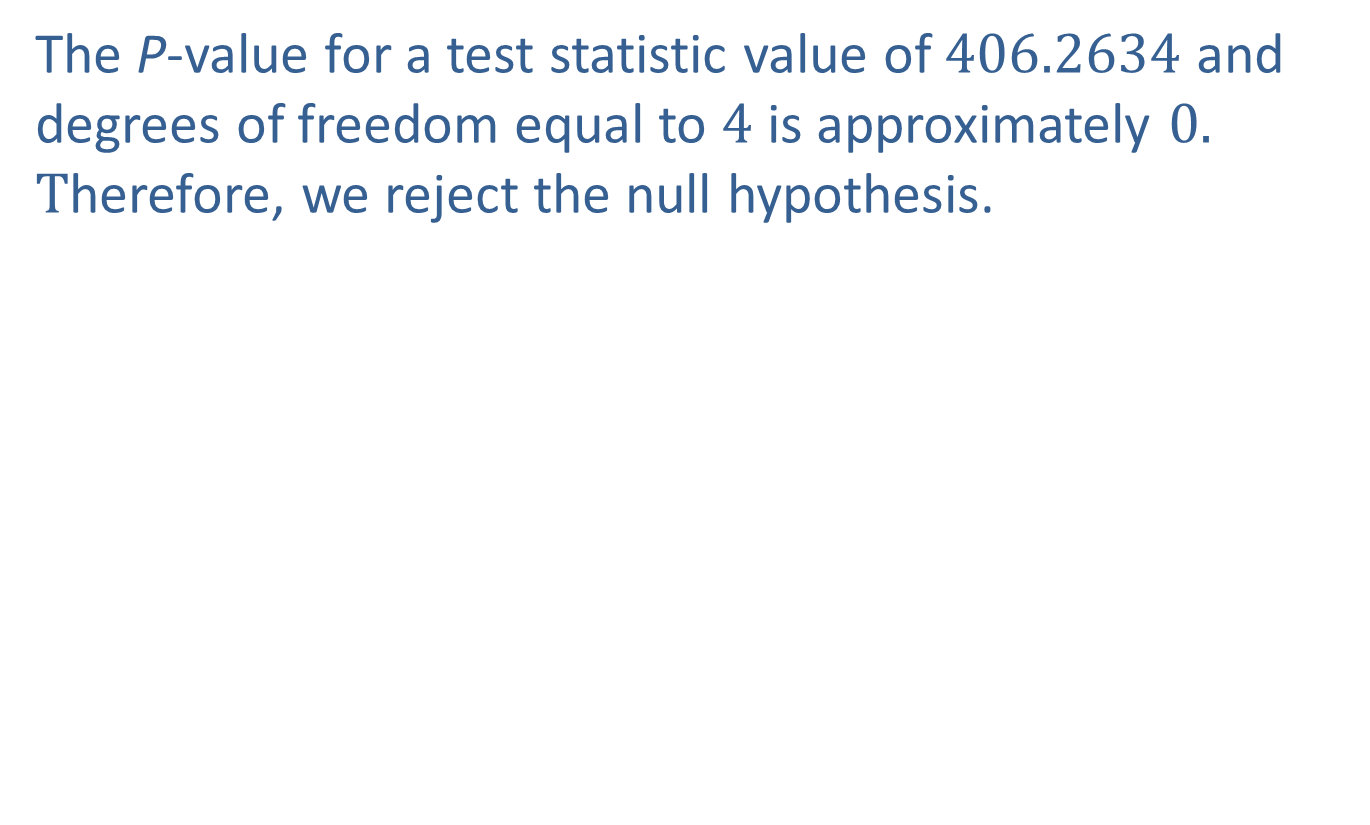 The P-value for a test statistic value of 406.2634 and
degrees of freedom equal to 4 is approximately 0.
Therefore, we reject the null hypothesis.